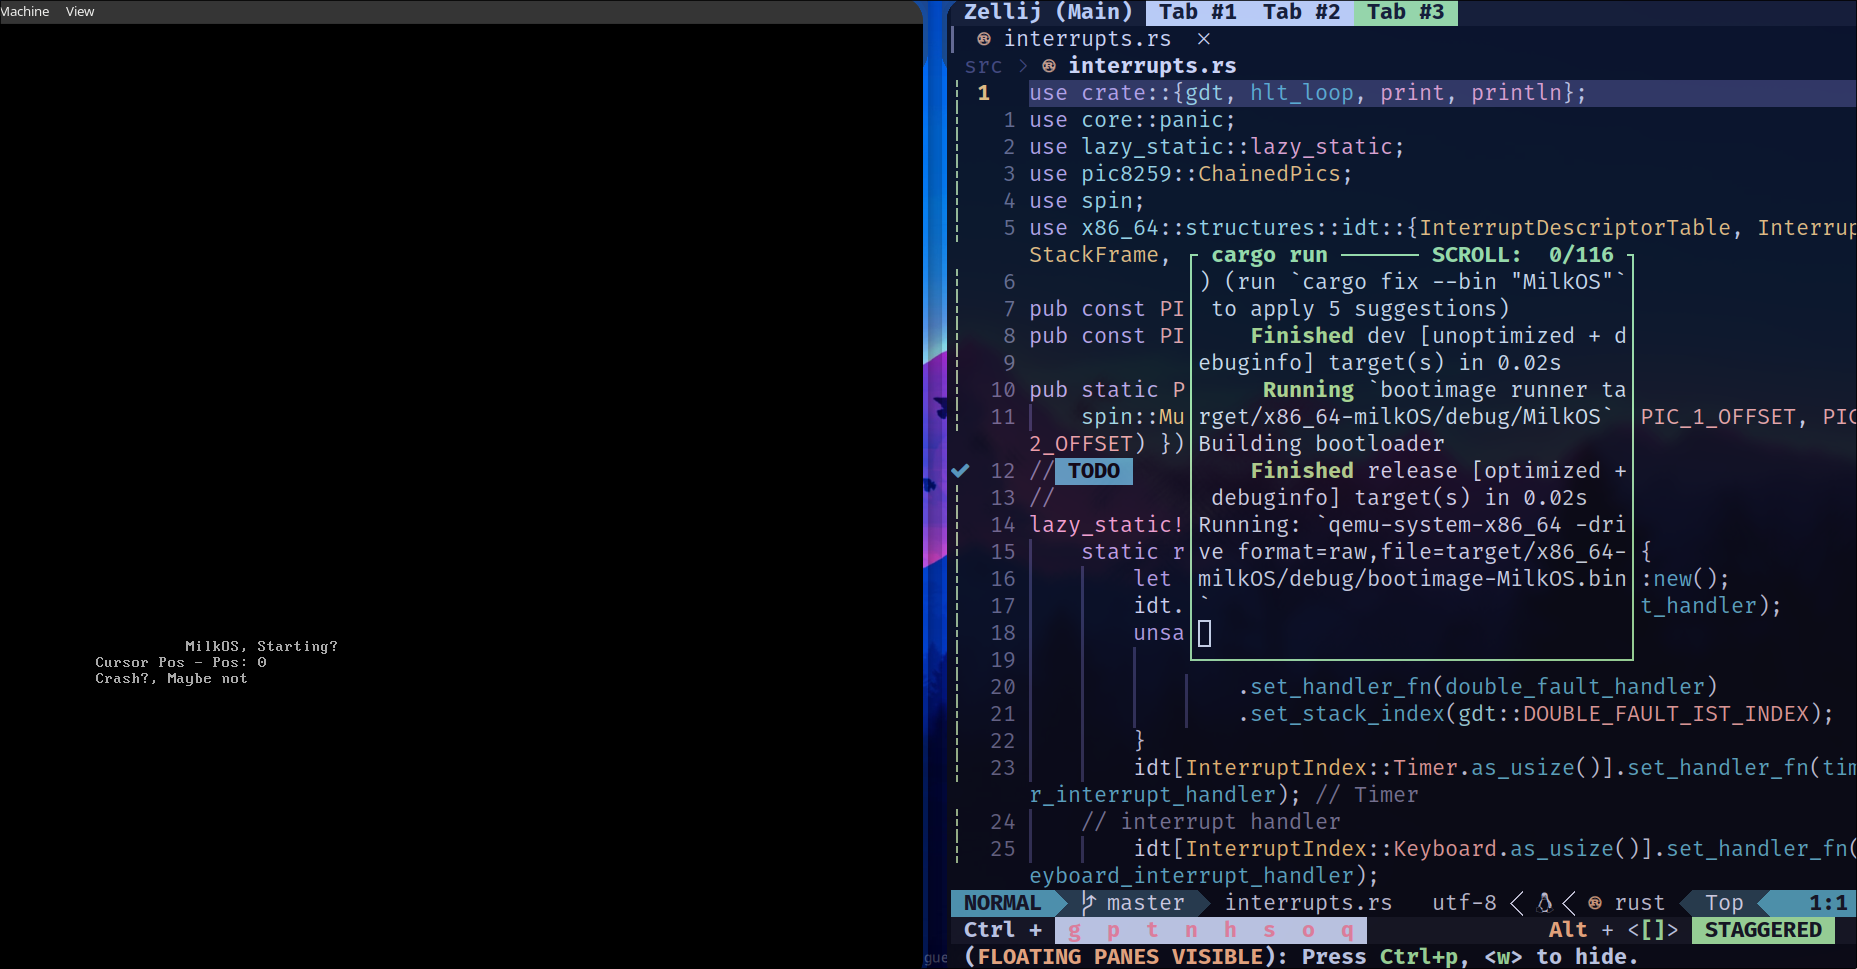 Machine View
MilkOS, Starting?
Cursor Pos - Pos: 0
Crash?, Maybe not
Zellij (Main) Tab #1 Tab #2 Tab #3
interrupts.rs ×
src > interrupts.rs
1 use crate::{gdt, hlt_loop, print, println};
1 use core::panic;
2 use lazy_static::lazy_static;
3 use pic8259::ChainedPics;
4 use spin;
5 use x86_64::structures::idt::{InterruptDescriptorTable, Interrup
StackFrame,
6
7 pub const PI
8 pub const PI
9
10 pub static P
11 spin::Mu PIC_1_OFFSET, PIC
2_OFFSET) })
12 // TODO
13 //
14 lazy_static!
15 static r {
16 let :new();
17 idt. t_handler);
18 unsa
19
20 .set_handler_fn(double_fault_handler)
21 .set_stack_index(gdt::DOUBLE_FAULT_IST_INDEX);
22 }
23 idt[InterruptIndex::Timer.as_usize()].set_handler_fn(tim
r_interrupt_handler); // Timer
24 // interrupt handler
25 idt[InterruptIndex::Keyboard.as_usize()].set_handler_fn(
eyboard_interrupt_handler);
cargo run SCROLL: 0/116
) (run `cargo fix --bin "MilkOS"`
to apply 5 suggestions)
Finished dev [unoptimized + d
ebuginfo] target(s) in 0.02s
Running `bootimage runner ta
rget/x86_64-milkOS/debug/MilkOS`
Building bootloader
Finished release [optimized +
debuginfo] target(s) in 0.02s
Running: `qemu-system-x86_64 -dri
ve format=raw,file=target/x86_64-
milkOS/debug/bootimage-MilkOS.bin
`
NORMAL master interrupts.rs utf-8 < < rust Top 1:1
Ctrl + g p t n h s o q Alt + <[]> STAGGERED
gue
(FLOATING PANES VISIBLE): Press Ctrl+p, <w> to hide.